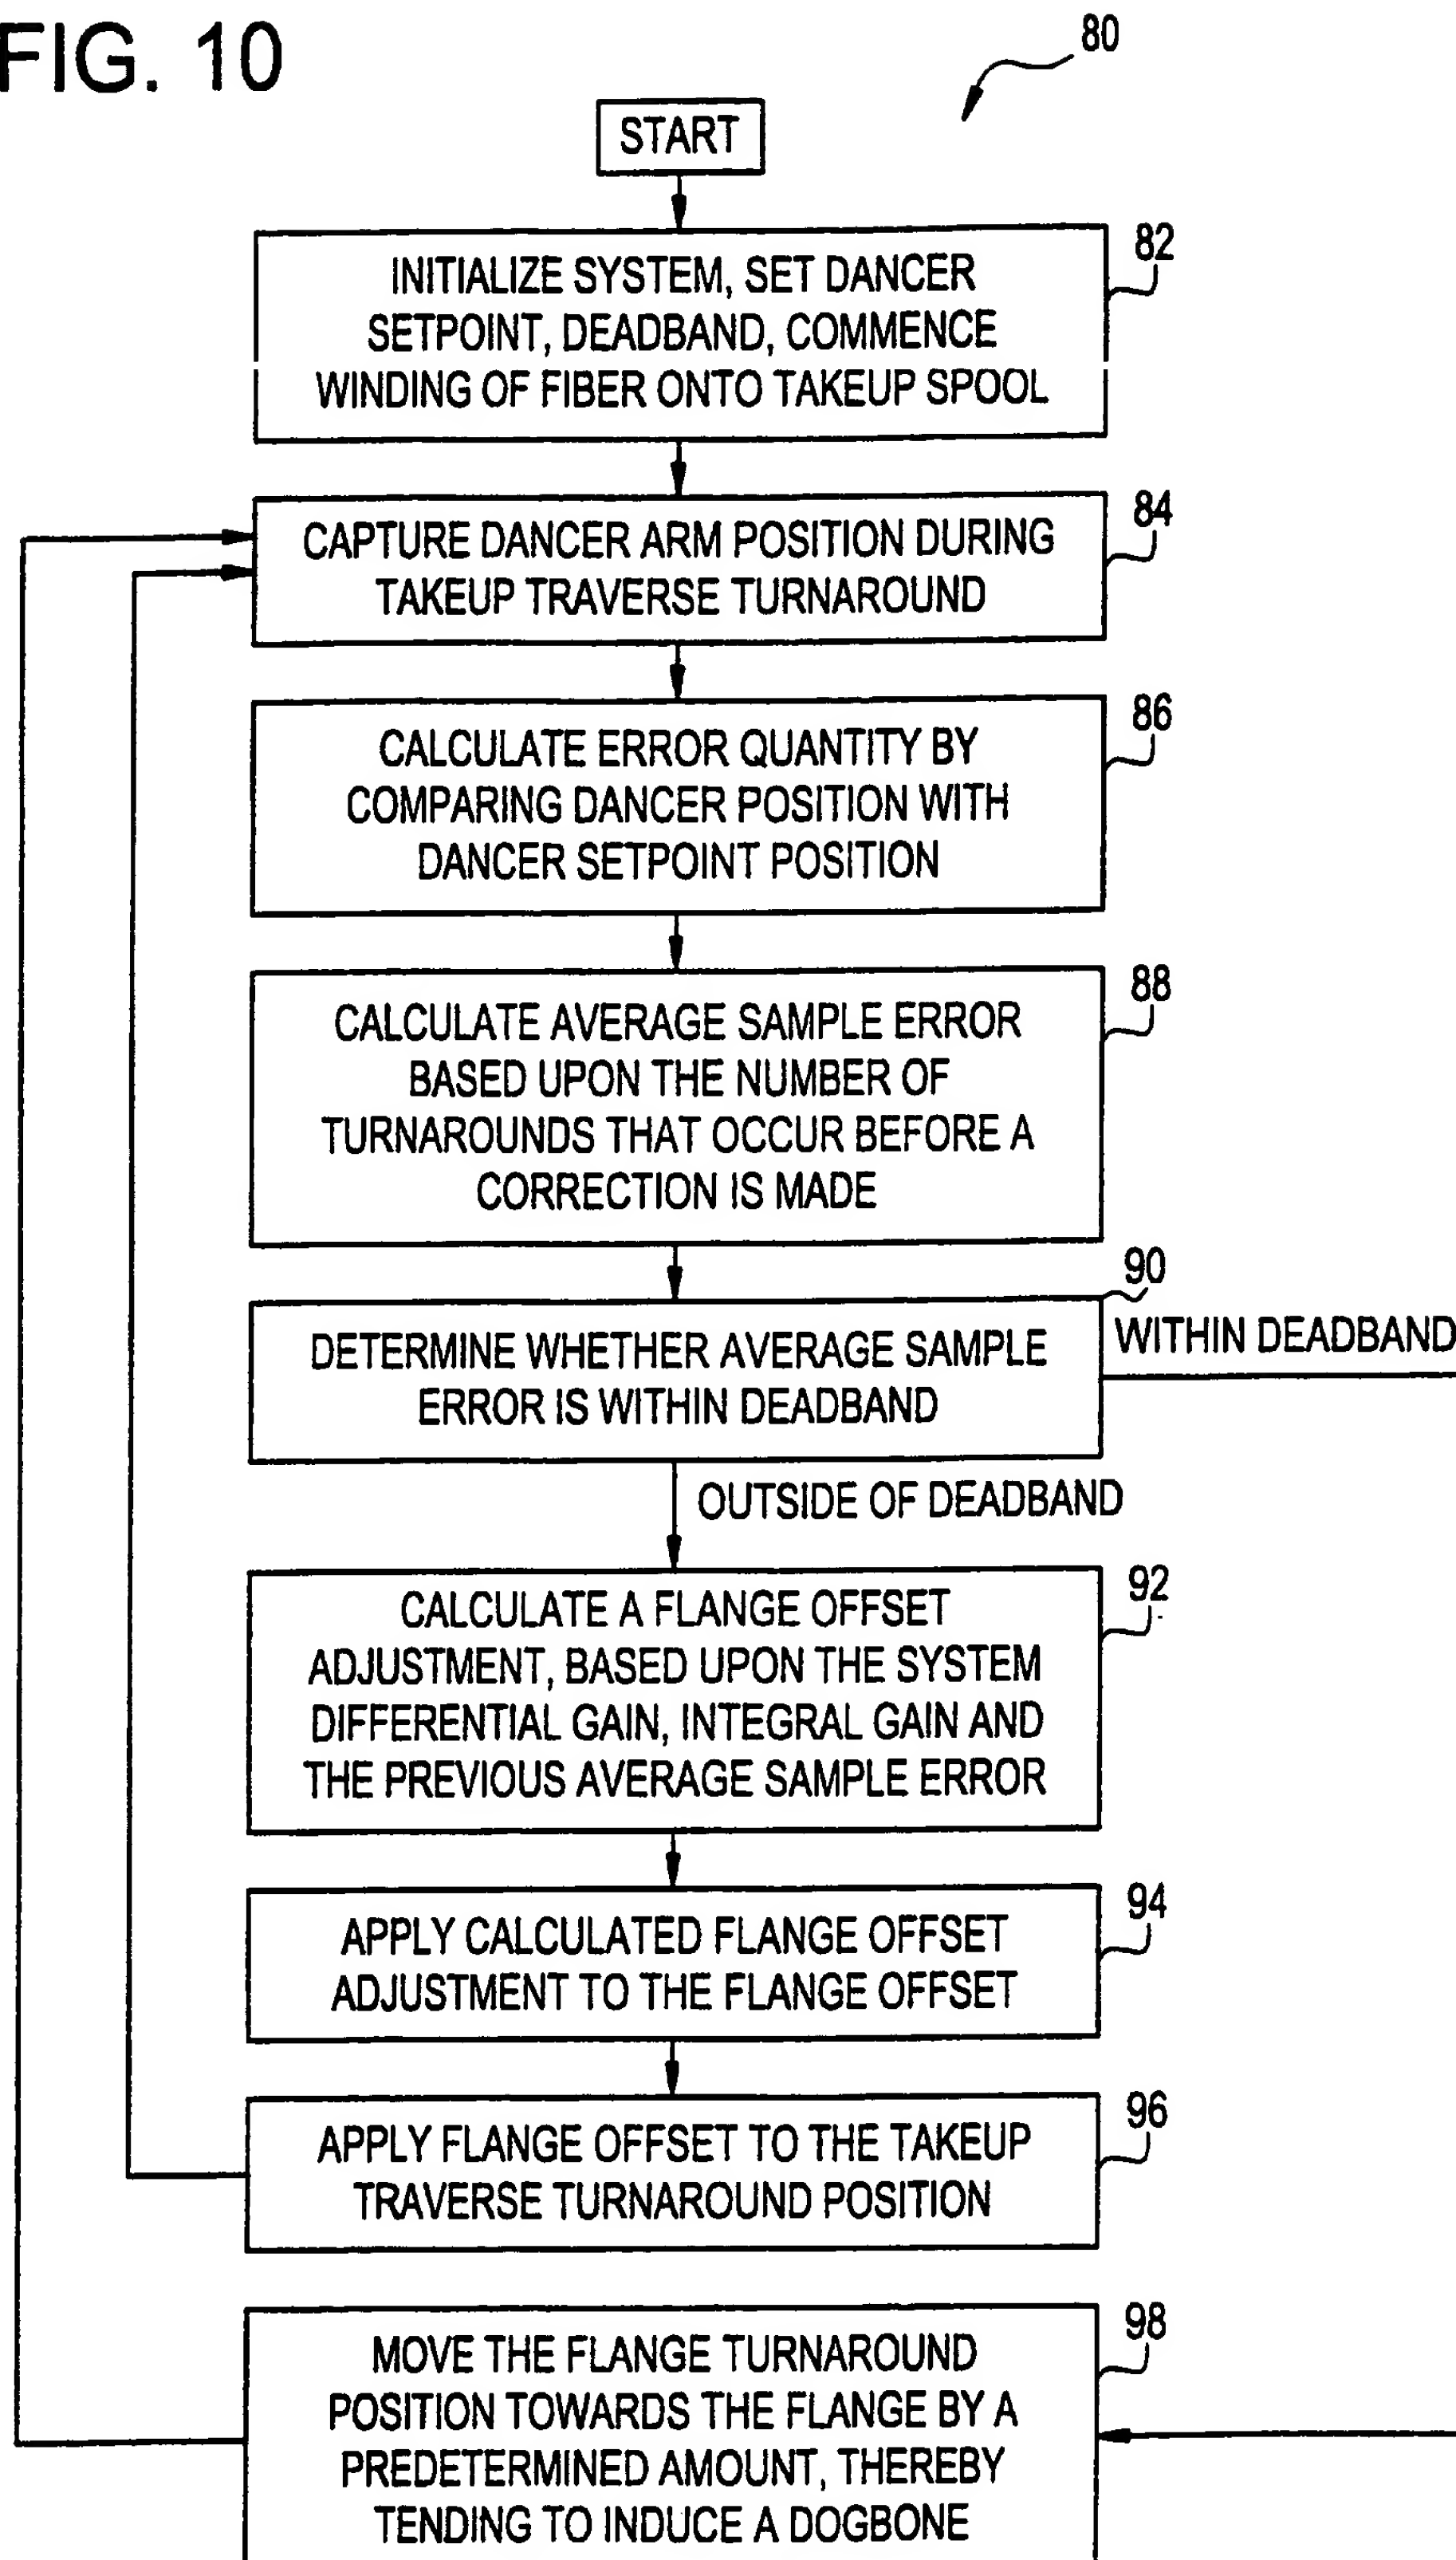 FIG. 10
80
START
82
INITIALIZE SYSTEM, SET DANCER
SETPOINT, DEADBAND, COMMENCE
WINDING OF FIBER ONTO TAKEUP SPOOL
84
CAPTURE DANCER ARM POSITION DURING
TAKEUP TRAVERSE TURNAROUND
86
CALCULATE ERROR QUANTITY BY
COMPARING DANCER POSITION WITH
DANCER SETPOINT POSITION
88
CALCULATE AVERAGE SAMPLE ERROR
BASED UPON THE NUMBER OF
TURNAROUNDS THAT OCCUR BEFORE A
CORRECTION IS MADE
90
DETERMINE WHETHER AVERAGE SAMPLE
ERROR IS WITHIN DEADBAND
WITHIN DEADBAND
OUTSIDE OF DEADBAND
92
CALCULATE A FLANGE OFFSET
ADJUSTMENT, BASED UPON THE SYSTEM
DIFFERENTIAL GAIN, INTEGRAL GAIN AND
THE PREVIOUS AVERAGE SAMPLE ERROR
94
APPLY CALCULATED FLANGE OFFSET
ADJUSTMENT TO THE FLANGE OFFSET
96
APPLY FLANGE OFFSET TO THE TAKEUP
TRAVERSE TURNAROUND POSITION
98
MOVE THE FLANGE TURNAROUND
POSITION TOWARDS THE FLANGE BY A
PREDETERMINED AMOUNT, THEREBY
TENDING TO INDUCE A DOGBONE